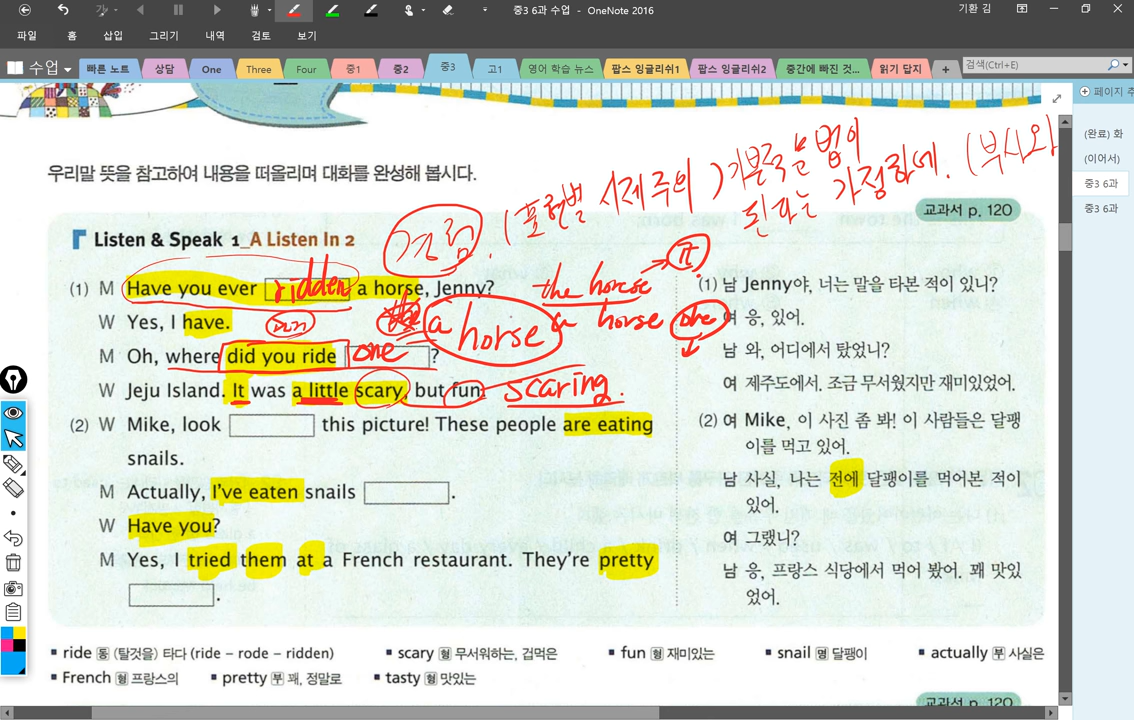 중3 6과 수업 - OneNote 2016
기환 김
파일 홈 삽입 그리기 내역 검토 보기
수업 빠른 노트 상담 One Three Four 중1 중2 중3 고1 영어 학습 뉴스 팝스 잉글리쉬1 팝스 잉글리쉬2 중간에 빠진 것... 읽기 답지 + 검색(Ctrl+E)
페이지 추
(완료) 화
(이어서)
중3 6과
중3 6과
우리말 뜻을 참고하여 내용을 떠올리며 대화를 완성해 봅시다.
경험. (표현별 시제 주의) 기본적
된다는 가정하에. (부사와
교과서 p. 120
Listen & Speak 1_A Listen In 2
(1) M Have you ever ridden a horse, Jenny?
the horse → it
W Yes, I have.
a horse
a horse one
M Oh, where did you ride one ?
W Jeju Island. It was a little scary, but fun.
scaring.
(2) W Mike, look this picture! These people are eating
snails.
M Actually, I've eaten snails .
W Have you?
M Yes, I tried them at a French restaurant. They're pretty
.
(1) 남 Jenny야, 너는 말을 타본 적이 있니?
여 응, 있어.
남 와, 어디에서 탔었니?
여 제주도에서. 조금 무서웠지만 재미있었어.
(2) 여 Mike, 이 사진 좀 봐! 이 사람들은 달팽
이를 먹고 있어.
남 사실, 나는 전에 달팽이를 먹어본 적이
있어.
여 그랬니?
남 응, 프랑스 식당에서 먹어 봤어. 꽤 맛있
었어.
▪ ride 동 (탈것을) 타다 (ride – rode – ridden) ▪ scary 형 무서워하는, 겁먹은 ▪ fun 형 재미있는 ▪ snail 명 달팽이 ▪ actually 부 사실은
▪ French 형 프랑스의 ▪ pretty 부 꽤, 정말로 ▪ tasty 형 맛있는
교과서 p. 120